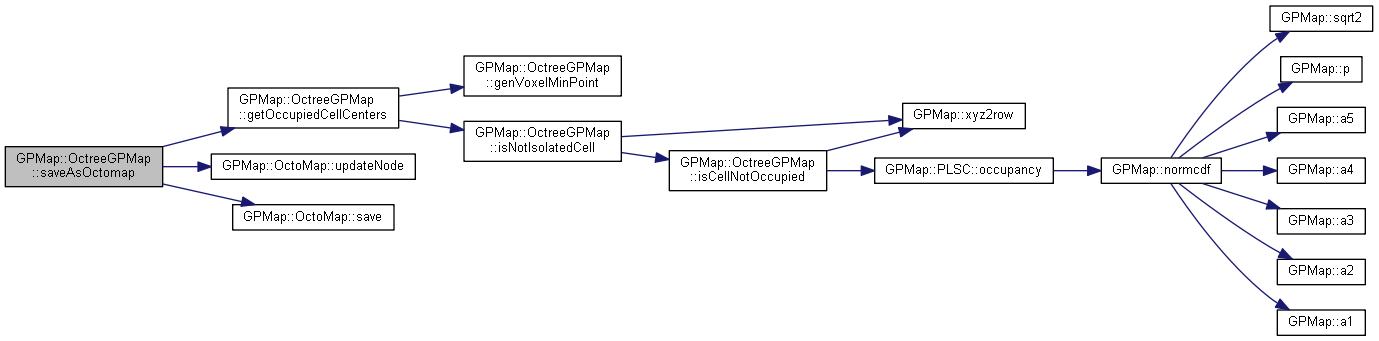 GPMap::OctreeGPMap
::saveAsOctomap
GPMap::OctreeGPMap
::getOccupiedCellCenters
GPMap::OctoMap::updateNode
GPMap::OctoMap::save
GPMap::OctreeGPMap
::genVoxelMinPoint
GPMap::OctreeGPMap
::isNotIsolatedCell
GPMap::OctreeGPMap
::isCellNotOccupied
GPMap::xyz2row
GPMap::PLSC::occupancy
GPMap::normcdf
GPMap::sqrt2
GPMap::p
GPMap::a5
GPMap::a4
GPMap::a3
GPMap::a2
GPMap::a1